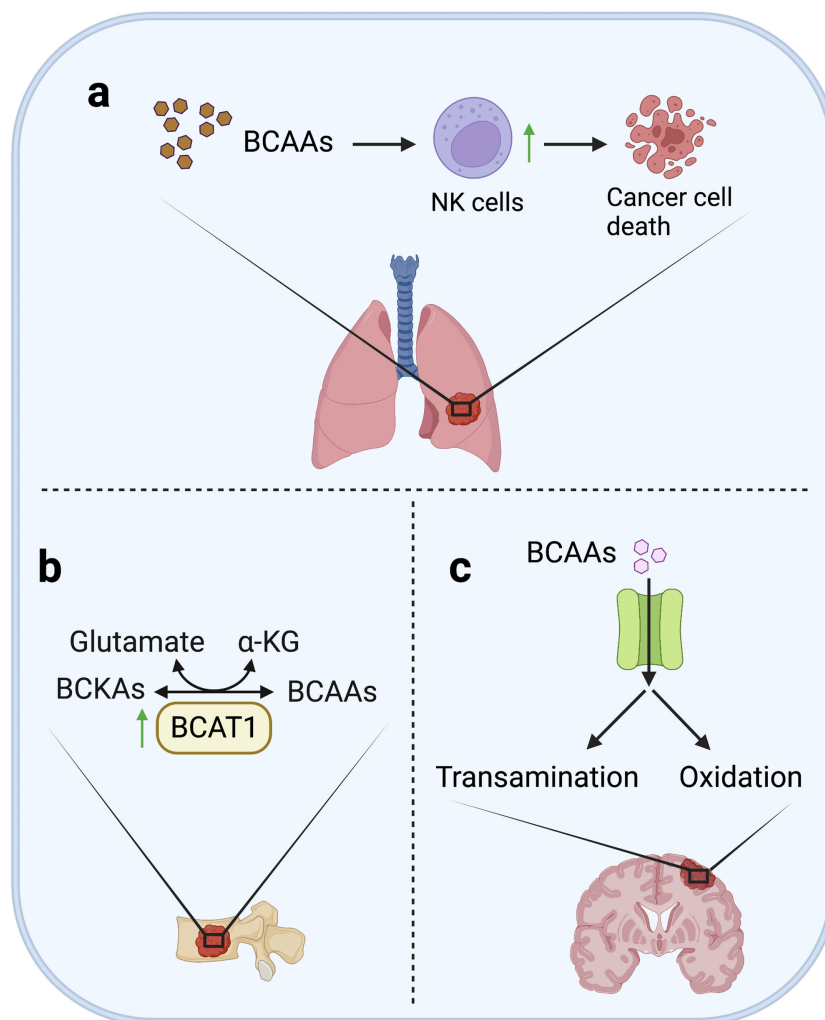 a
BCAAs
NK cells
Cancer cell
death
b
Glutamate α-KG
BCKAs BCAAs
BCAT1
c
BCAAs
Transamination Oxidation